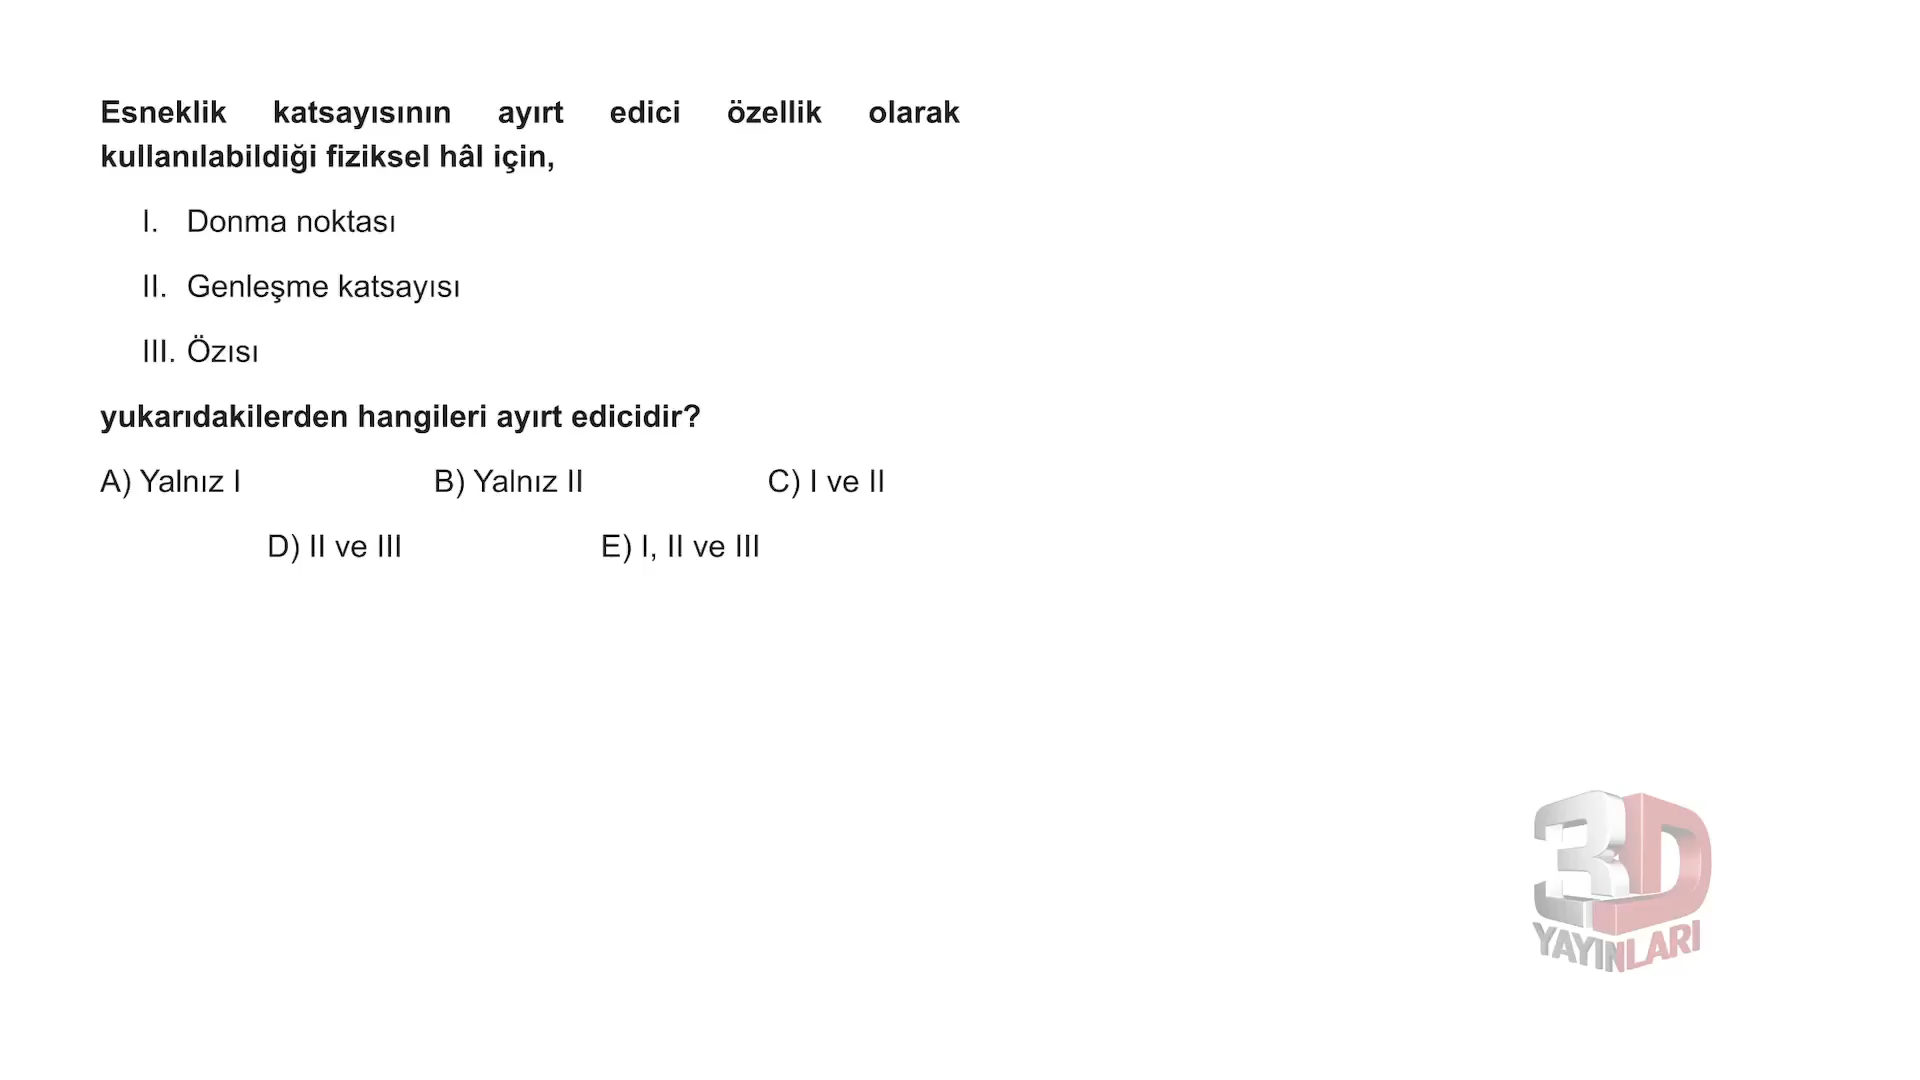 Esneklik katsayısının ayırt edici özellik olarak
kullanılabildiği fiziksel hâl için,
I. Donma noktası
II. Genleşme katsayısı
III. Özısı
yukarıdakilerden hangileri ayırt edicidir?
A) Yalnız I B) Yalnız II C) I ve II
D) II ve III E) I, II ve III
3D
YAYINLARI